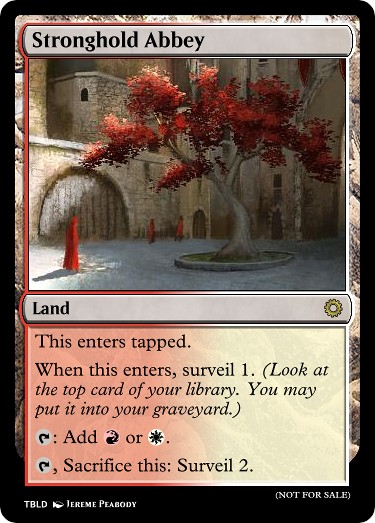 Stronghold Abbey
Land
This enters tapped.
When this enters, surveil 1. (Look at
the top card of your library. You may
put it into your graveyard.)
: Add or .
, Sacrifice this: Surveil 2.
TBLD Jereme Peabody
(NOT FOR SALE)